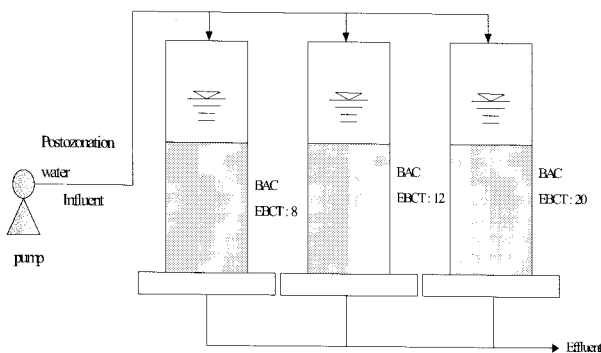 Postozonation
water
Influent
pump
BAC
EBCT : 8
BAC
EBCT : 12
BAC
EBCT : 20
Effluent